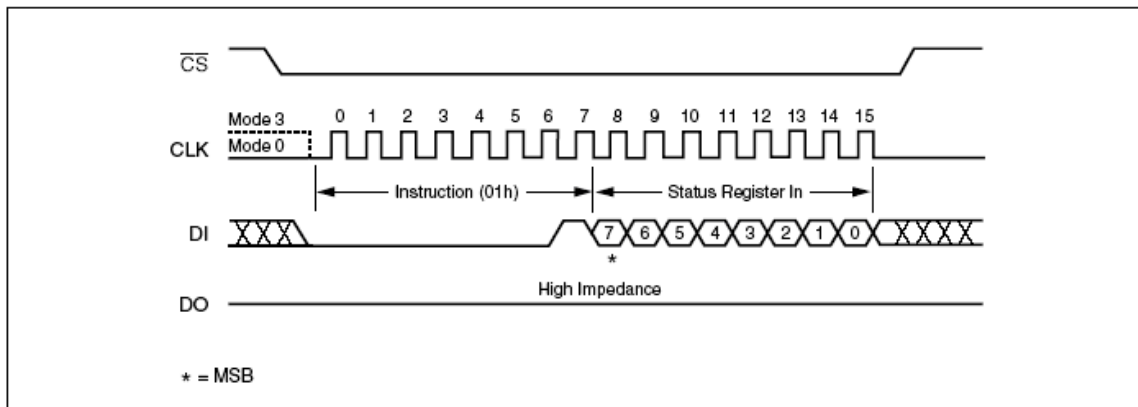 CS
Mode 3
0 1 2 3 4 5 6 7 8 9 10 11 12 13 14 15
CLK Mode 0
Instruction (01h) Status Register In
DI 7 6 5 4 3 2 1 0
*
High Impedance
DO
* = MSB